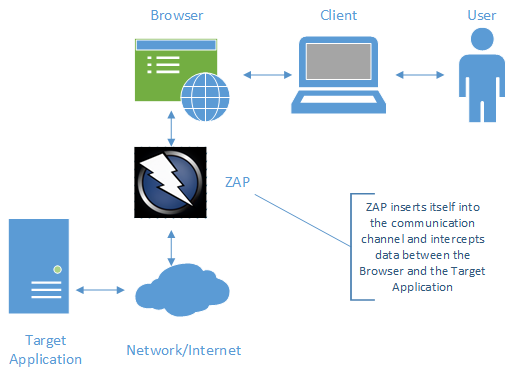 Browser
Client
User
ZAP
ZAP inserts itself into
the communication
channel and intercepts
data between the
Browser and the Target
Application
Target
Application
Network/Internet